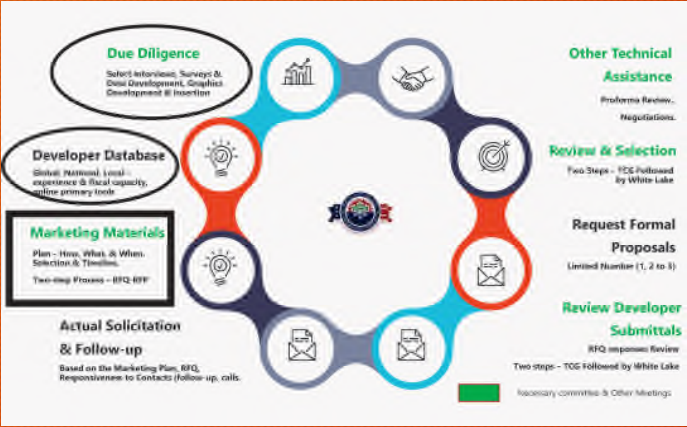 Due Diligence
Select Interviews, Surveys &
Data Development, Graphics
Development & Insertion
Developer Database
Global, National, Local -
experience & fiscal capacity,
online primary tools
Marketing Materials
Plan - How, What, & When.
Selection & Timeline.
Two-step Process - RFQ-RFP
Actual Solicitation
& Follow-up
Based on the Marketing Plan, RFQ,
Responsiveness to Contacts (follow-up, calls.
Other Technical
Assistance
Proforma Review,
Negotiations.
Review & Selection
Two Steps - TCG Followed
by White Lake
Request Formal
Proposals
Limited Number (1, 2 to 3)
Review Developer
Submittals
RFQ responses Review
Two steps - TCG Followed by White Lake
Necessary committee & Other Meetings